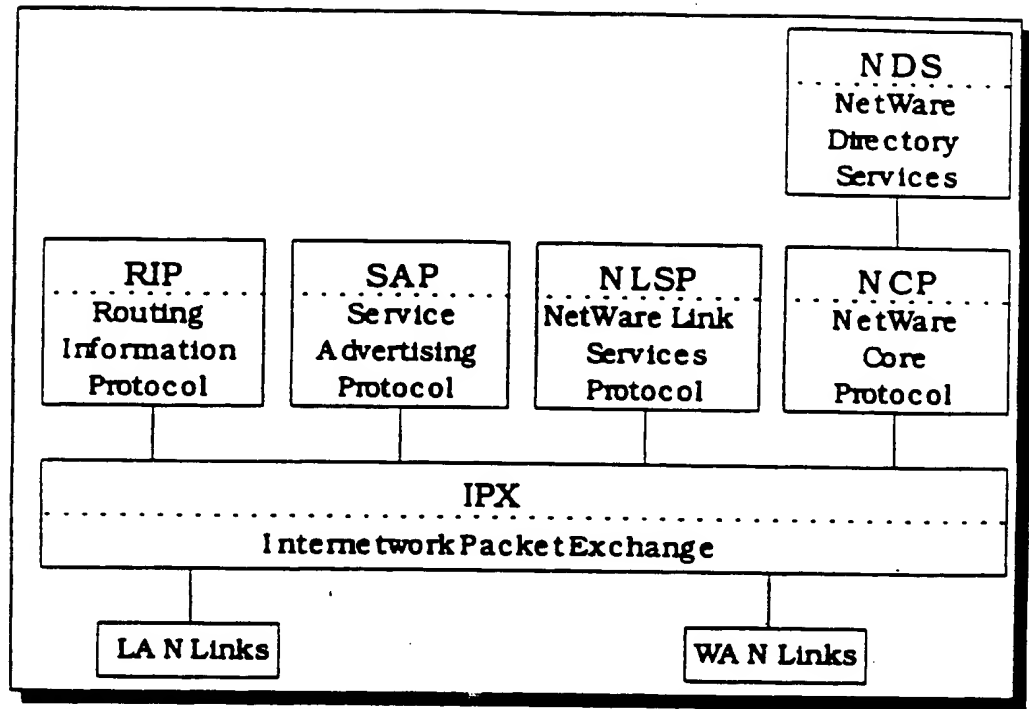 NDS
NetWare
Directory
Services
RIP
Routing
Information
Protocol
SAP
Service
Advertising
Protocol
NLSP
NetWare Link
Services
Protocol
NCP
NetWare
Core
Protocol
IPX
Internetwork Packet Exchange
LAN Links
WAN Links